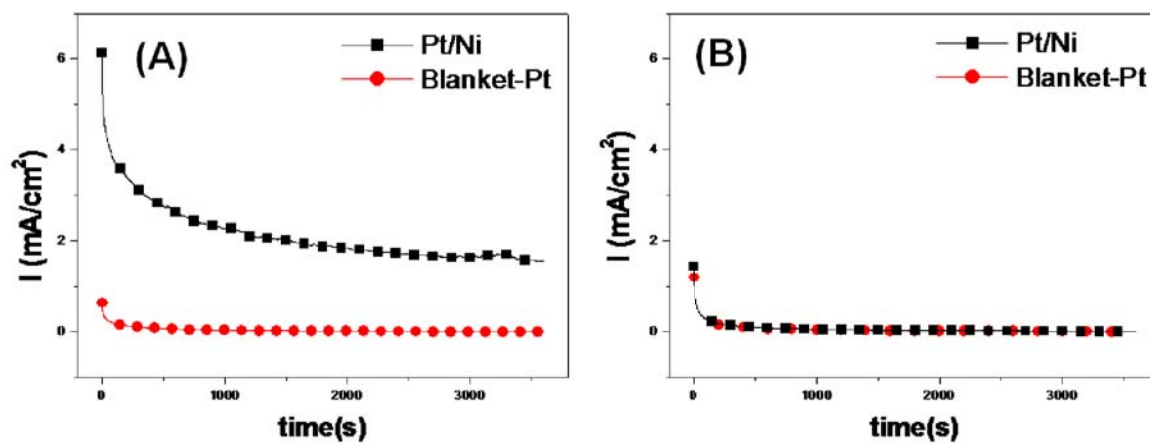 (A)
Pt/Ni
Blanket-Pt
6
4
2
0
I (mA/cm²)
0
1000
2000
3000
time(s)
(B)
Pt/Ni
Blanket-Pt
6
4
2
0
I (mA/cm²)
0
1000
2000
3000
time(s)